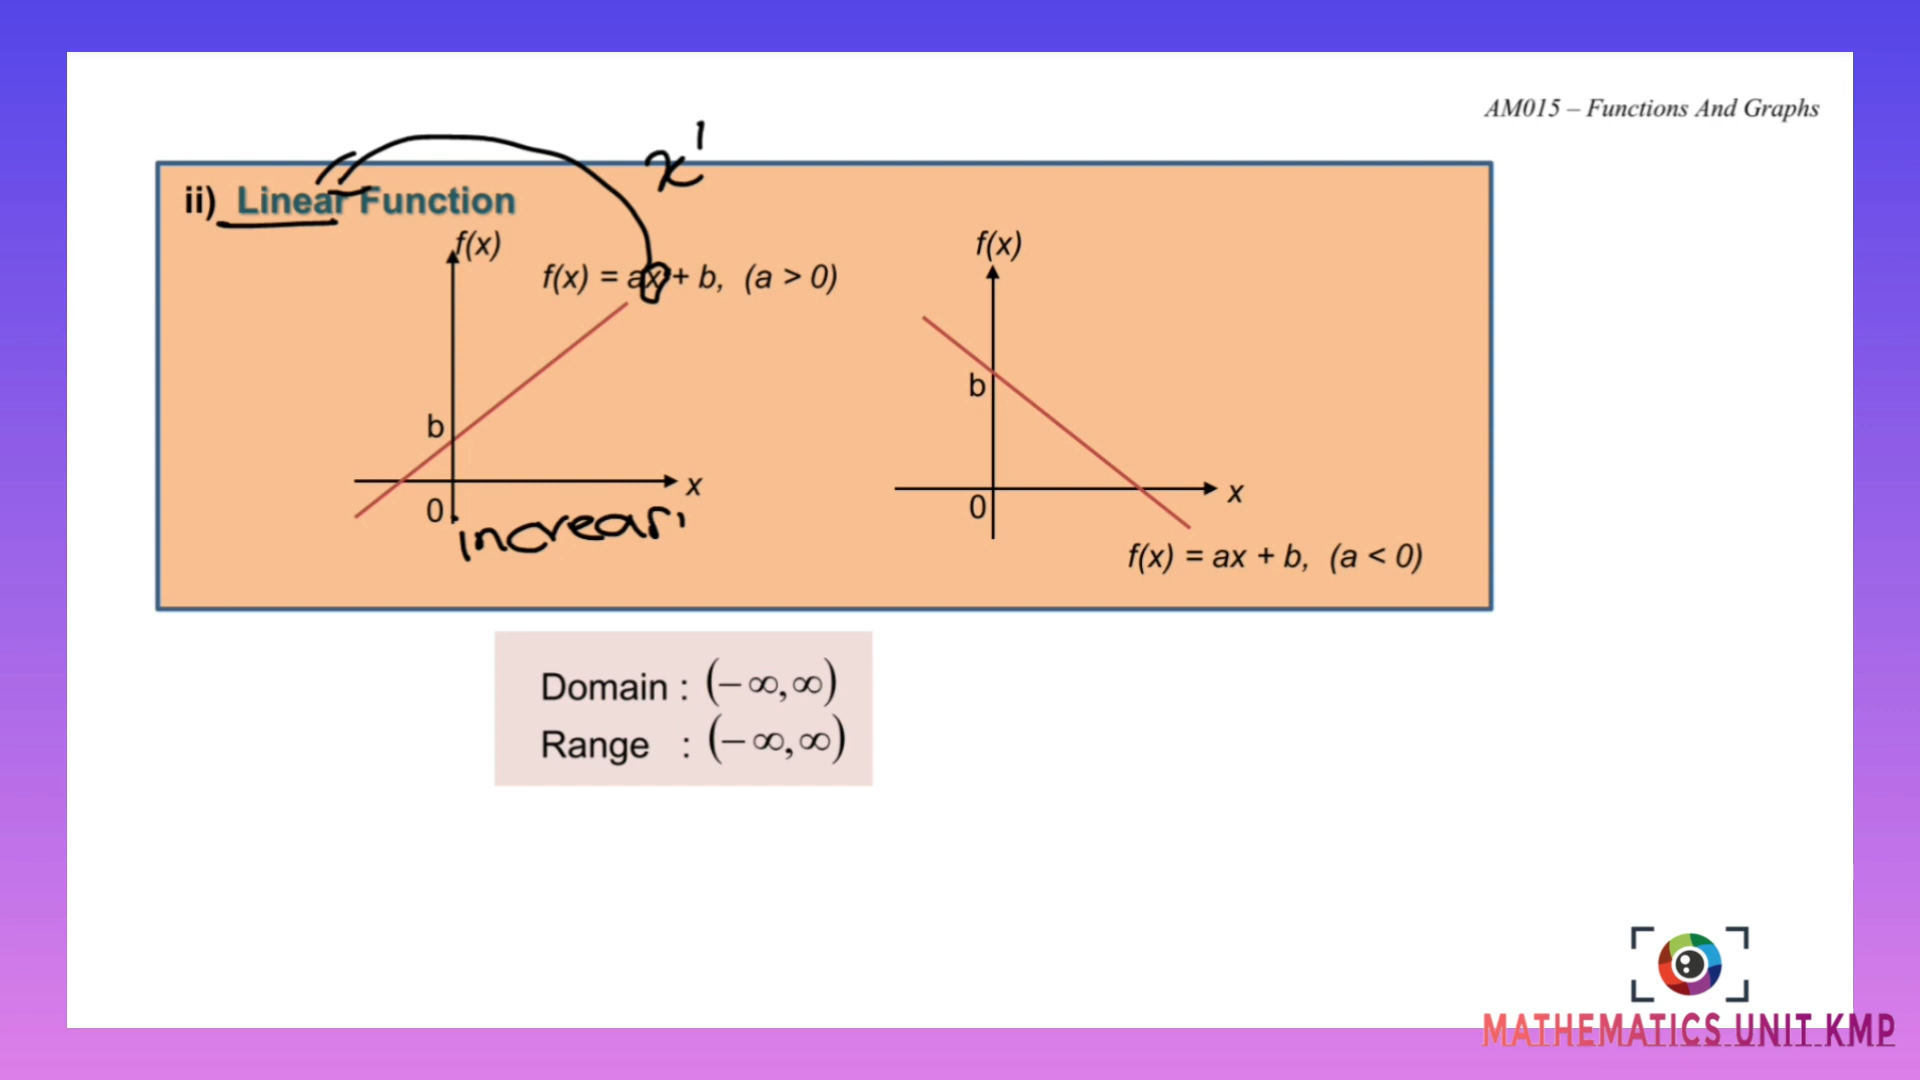 AM015 – Functions And Graphs
x¹
ii) Linear Function
f(x)
f(x) = ax + b, (a > 0)
b
0
x
increasi
f(x)
b
0
x
f(x) = ax + b, (a < 0)
Domain : (− ∞, ∞)
Range : (− ∞, ∞)
MATHEMATICS UNIT KMP